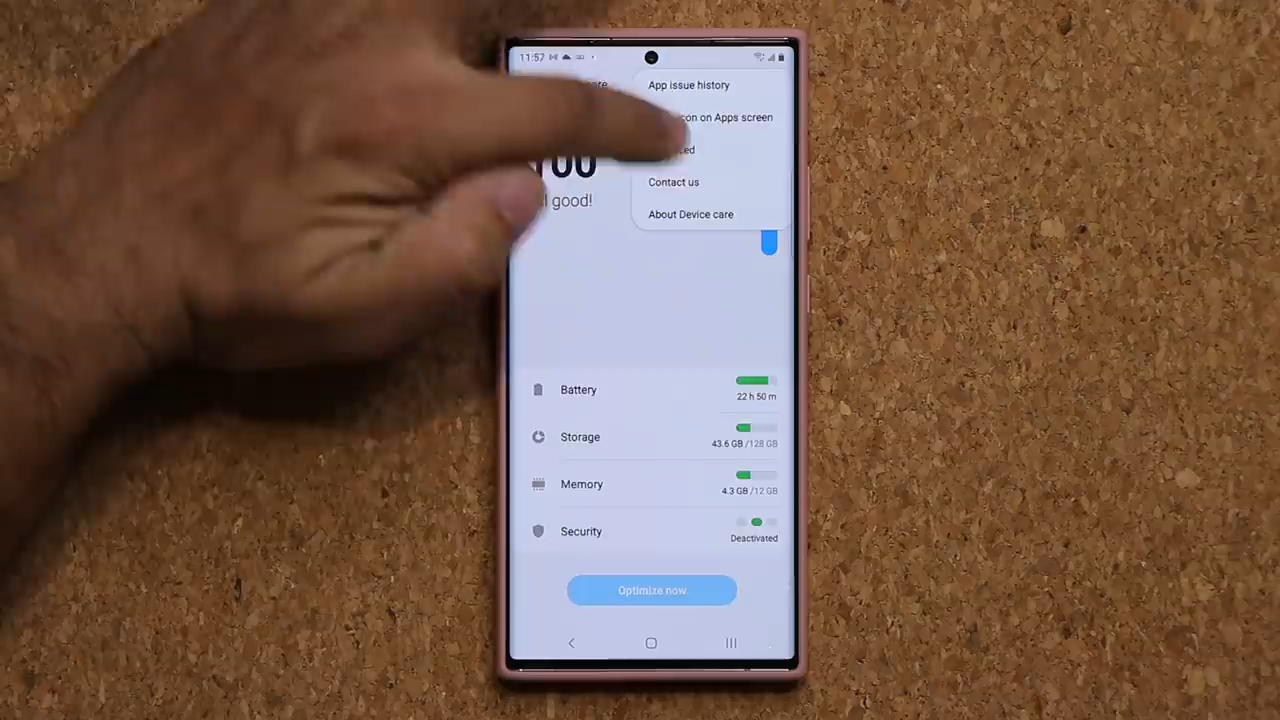 11:57
App issue history
on Apps screen
100
good!
Contact us
About Device care
Battery
22 h 50 m
Storage
43.6 GB /128 GB
Memory
4.3 GB /12 GB
Security
Deactivated
Optimize now